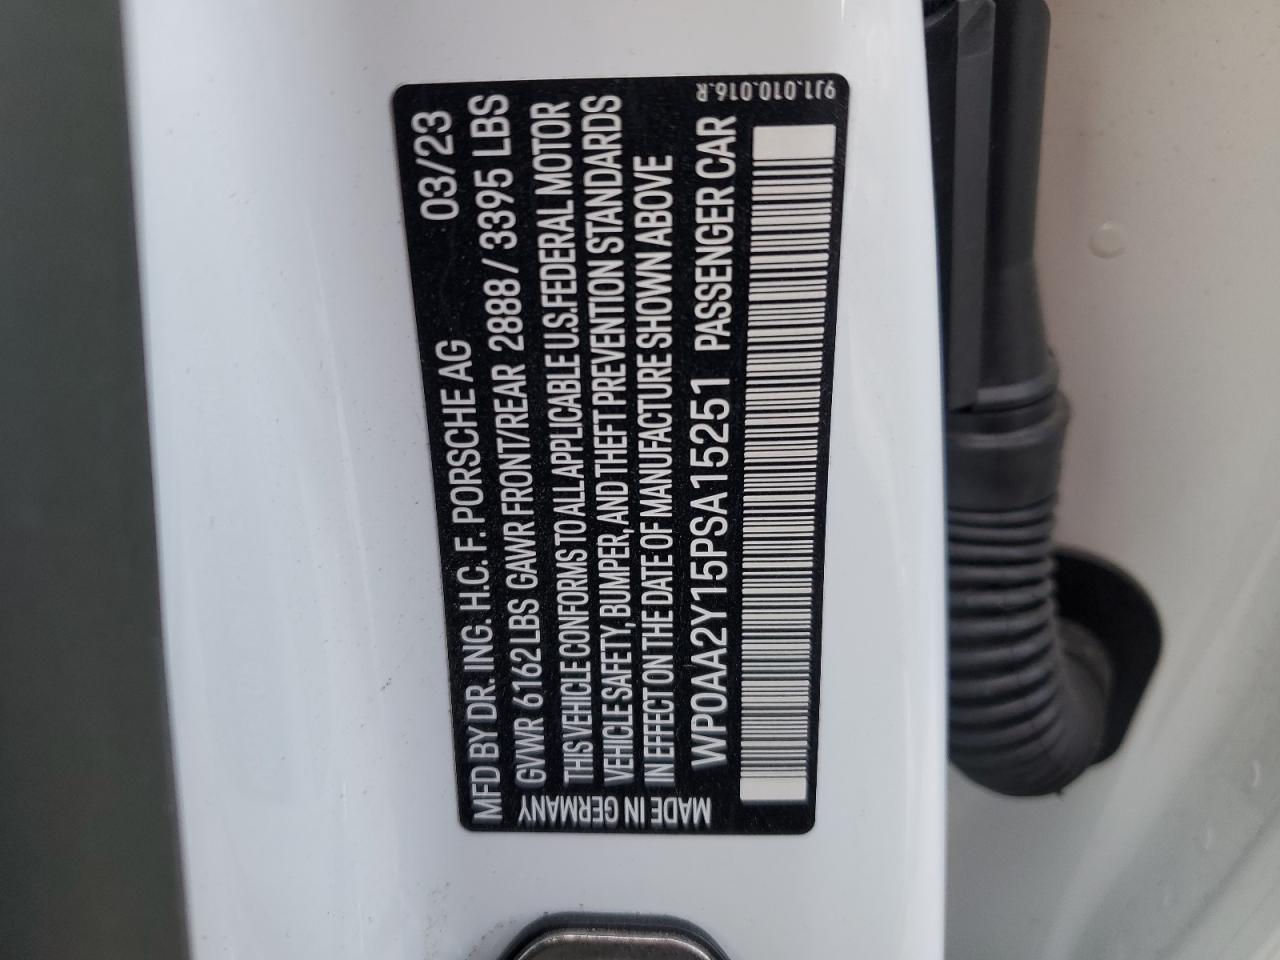 MFD BY DR. ING. H.C. F. PORSCHE AG 03/23
GVWR 6162 LBS GAWR FRONT/REAR 2888 / 3395 LBS
THIS VEHICLE CONFORMS TO ALL APPLICABLE U.S. FEDERAL MOTOR
VEHICLE SAFETY, BUMPER, AND THEFT PREVENTION STANDARDS
IN EFFECT ON THE DATE OF MANUFACTURE SHOWN ABOVE
WP0AA2Y15PSA15251 PASSENGER CAR
MADE IN GERMANY
9J1.010.016.R